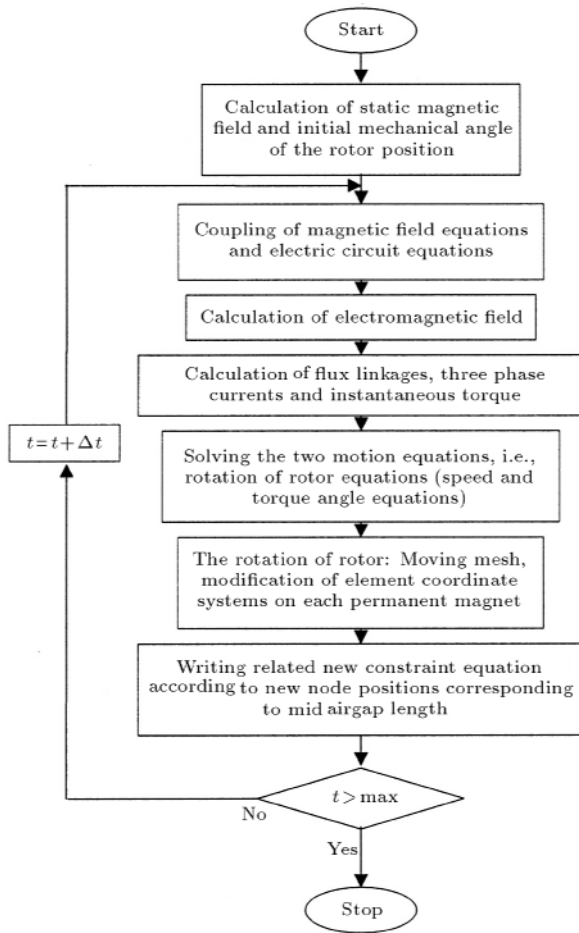 Start
Calculation of static magnetic
field and initial mechanical angle
of the rotor position
Coupling of magnetic field equations
and electric circuit equations
Calculation of electromagnetic field
Calculation of flux linkages, three phase
currents and instantaneous torque
t=t+Δt
Solving the two motion equations, i.e.,
rotation of rotor equations (speed and
torque angle equations)
The rotation of rotor: Moving mesh,
modification of element coordinate
systems on each permanent magnet
Writing related new constraint equation
according to new node positions corresponding
to mid airgap length
t>max
No
Yes
Stop